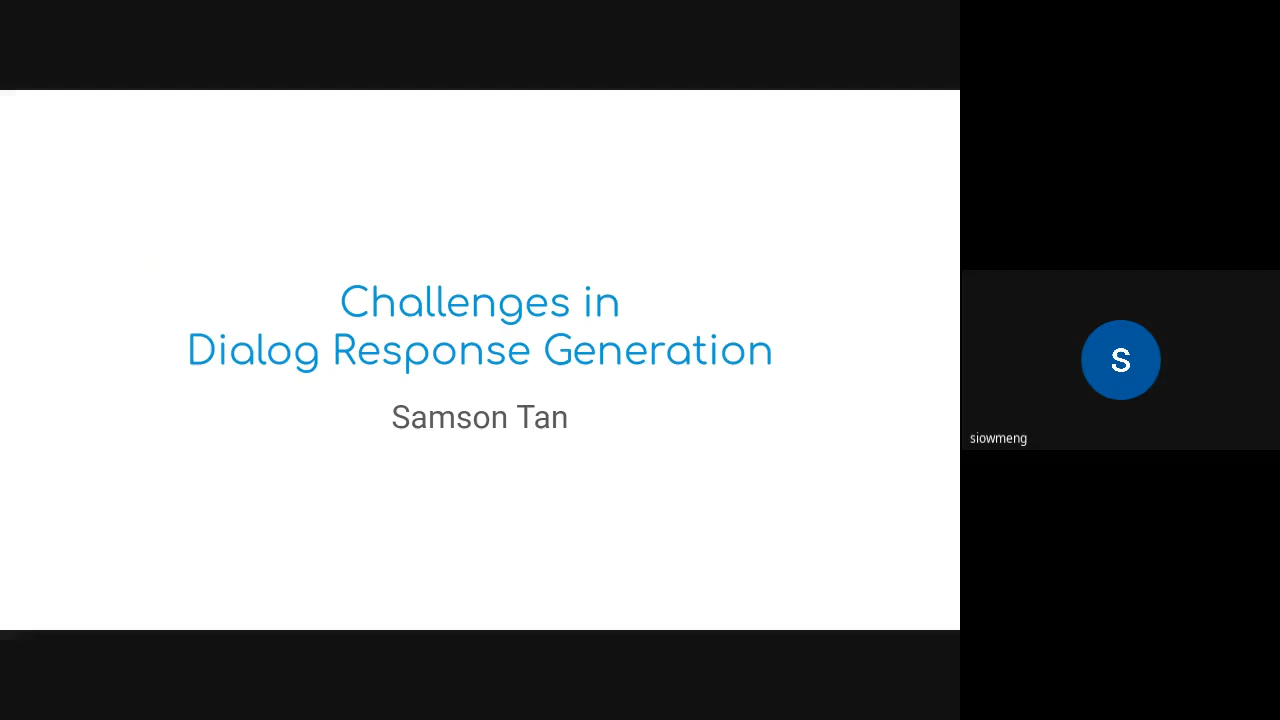 Challenges in
Dialog Response Generation
Samson Tan
S
siowmeng